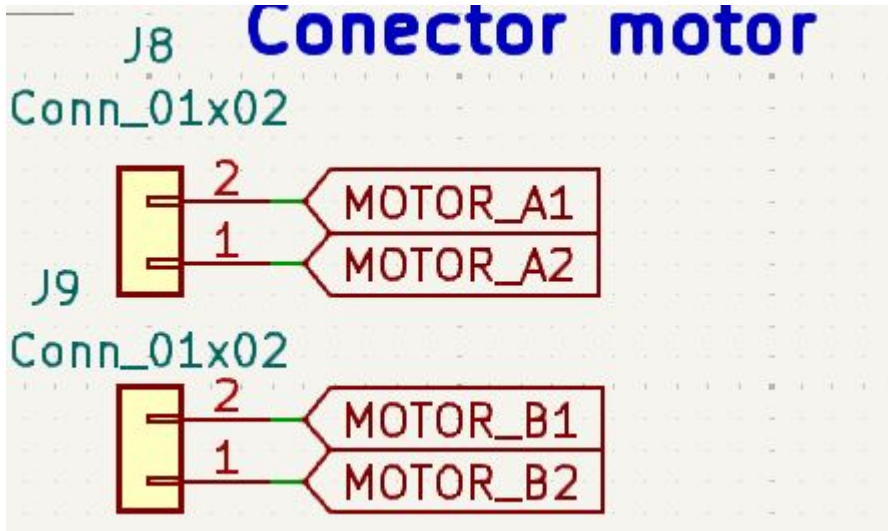 J8 Conector motor
Conn_01x02
2 MOTOR_A1
1 MOTOR_A2
J9
Conn_01x02
2 MOTOR_B1
1 MOTOR_B2